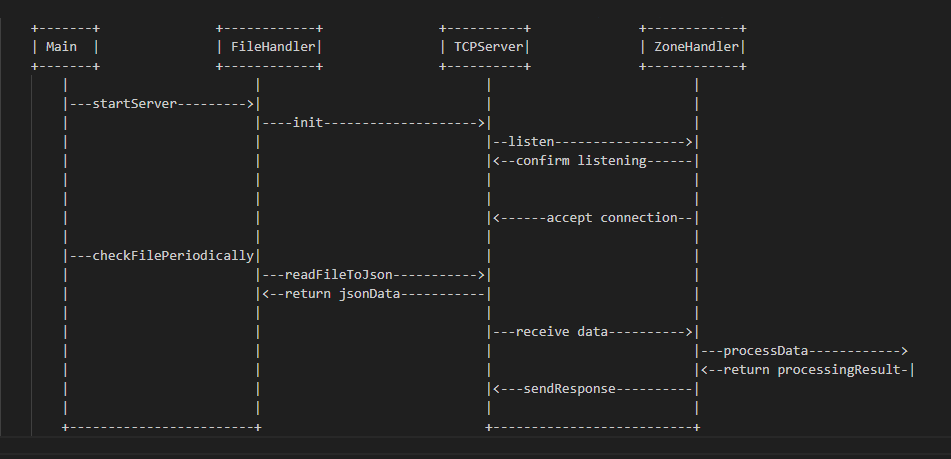 +-------+               +------------+               +----------+              +------------+
| Main  |               | FileHandler|               | TCPServer|              | ZoneHandler|
+-------+               +------------+               +----------+              +------------+
    |                        |                             |                          |
    |---startServer--------->|                             |                          |
    |                        |----init-------------------->|                          |
    |                        |                             |--listen----------------->|
    |                        |                             |<--confirm listening------|
    |                        |                             |                          |
    |                        |                             |                          |
    |                        |                             |<------accept connection--|
    |                        |                             |                          |
    |---checkFilePeriodically|                             |                          |
    |                        |---readFileToJson----------->|                          |
    |                        |<--return jsonData-----------|                          |
    |                        |                             |                          |
    |                        |                             |---receive data---------->|
    |                        |                             |                          |---processData------------>
    |                        |                             |                          |<--return processingResult-|
    |                        |                             |<---sendResponse----------|
    |                        |                             |                          |
    +------------------------+                             +--------------------------+